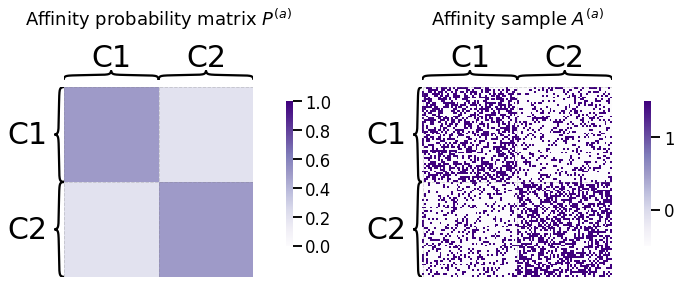 Affinity probability matrix P^(a)
C1 C2
C1
C2
1.0
0.8
0.6
0.4
0.2
0.0
Affinity sample A^(a)
C1 C2
C1
C2
1
0